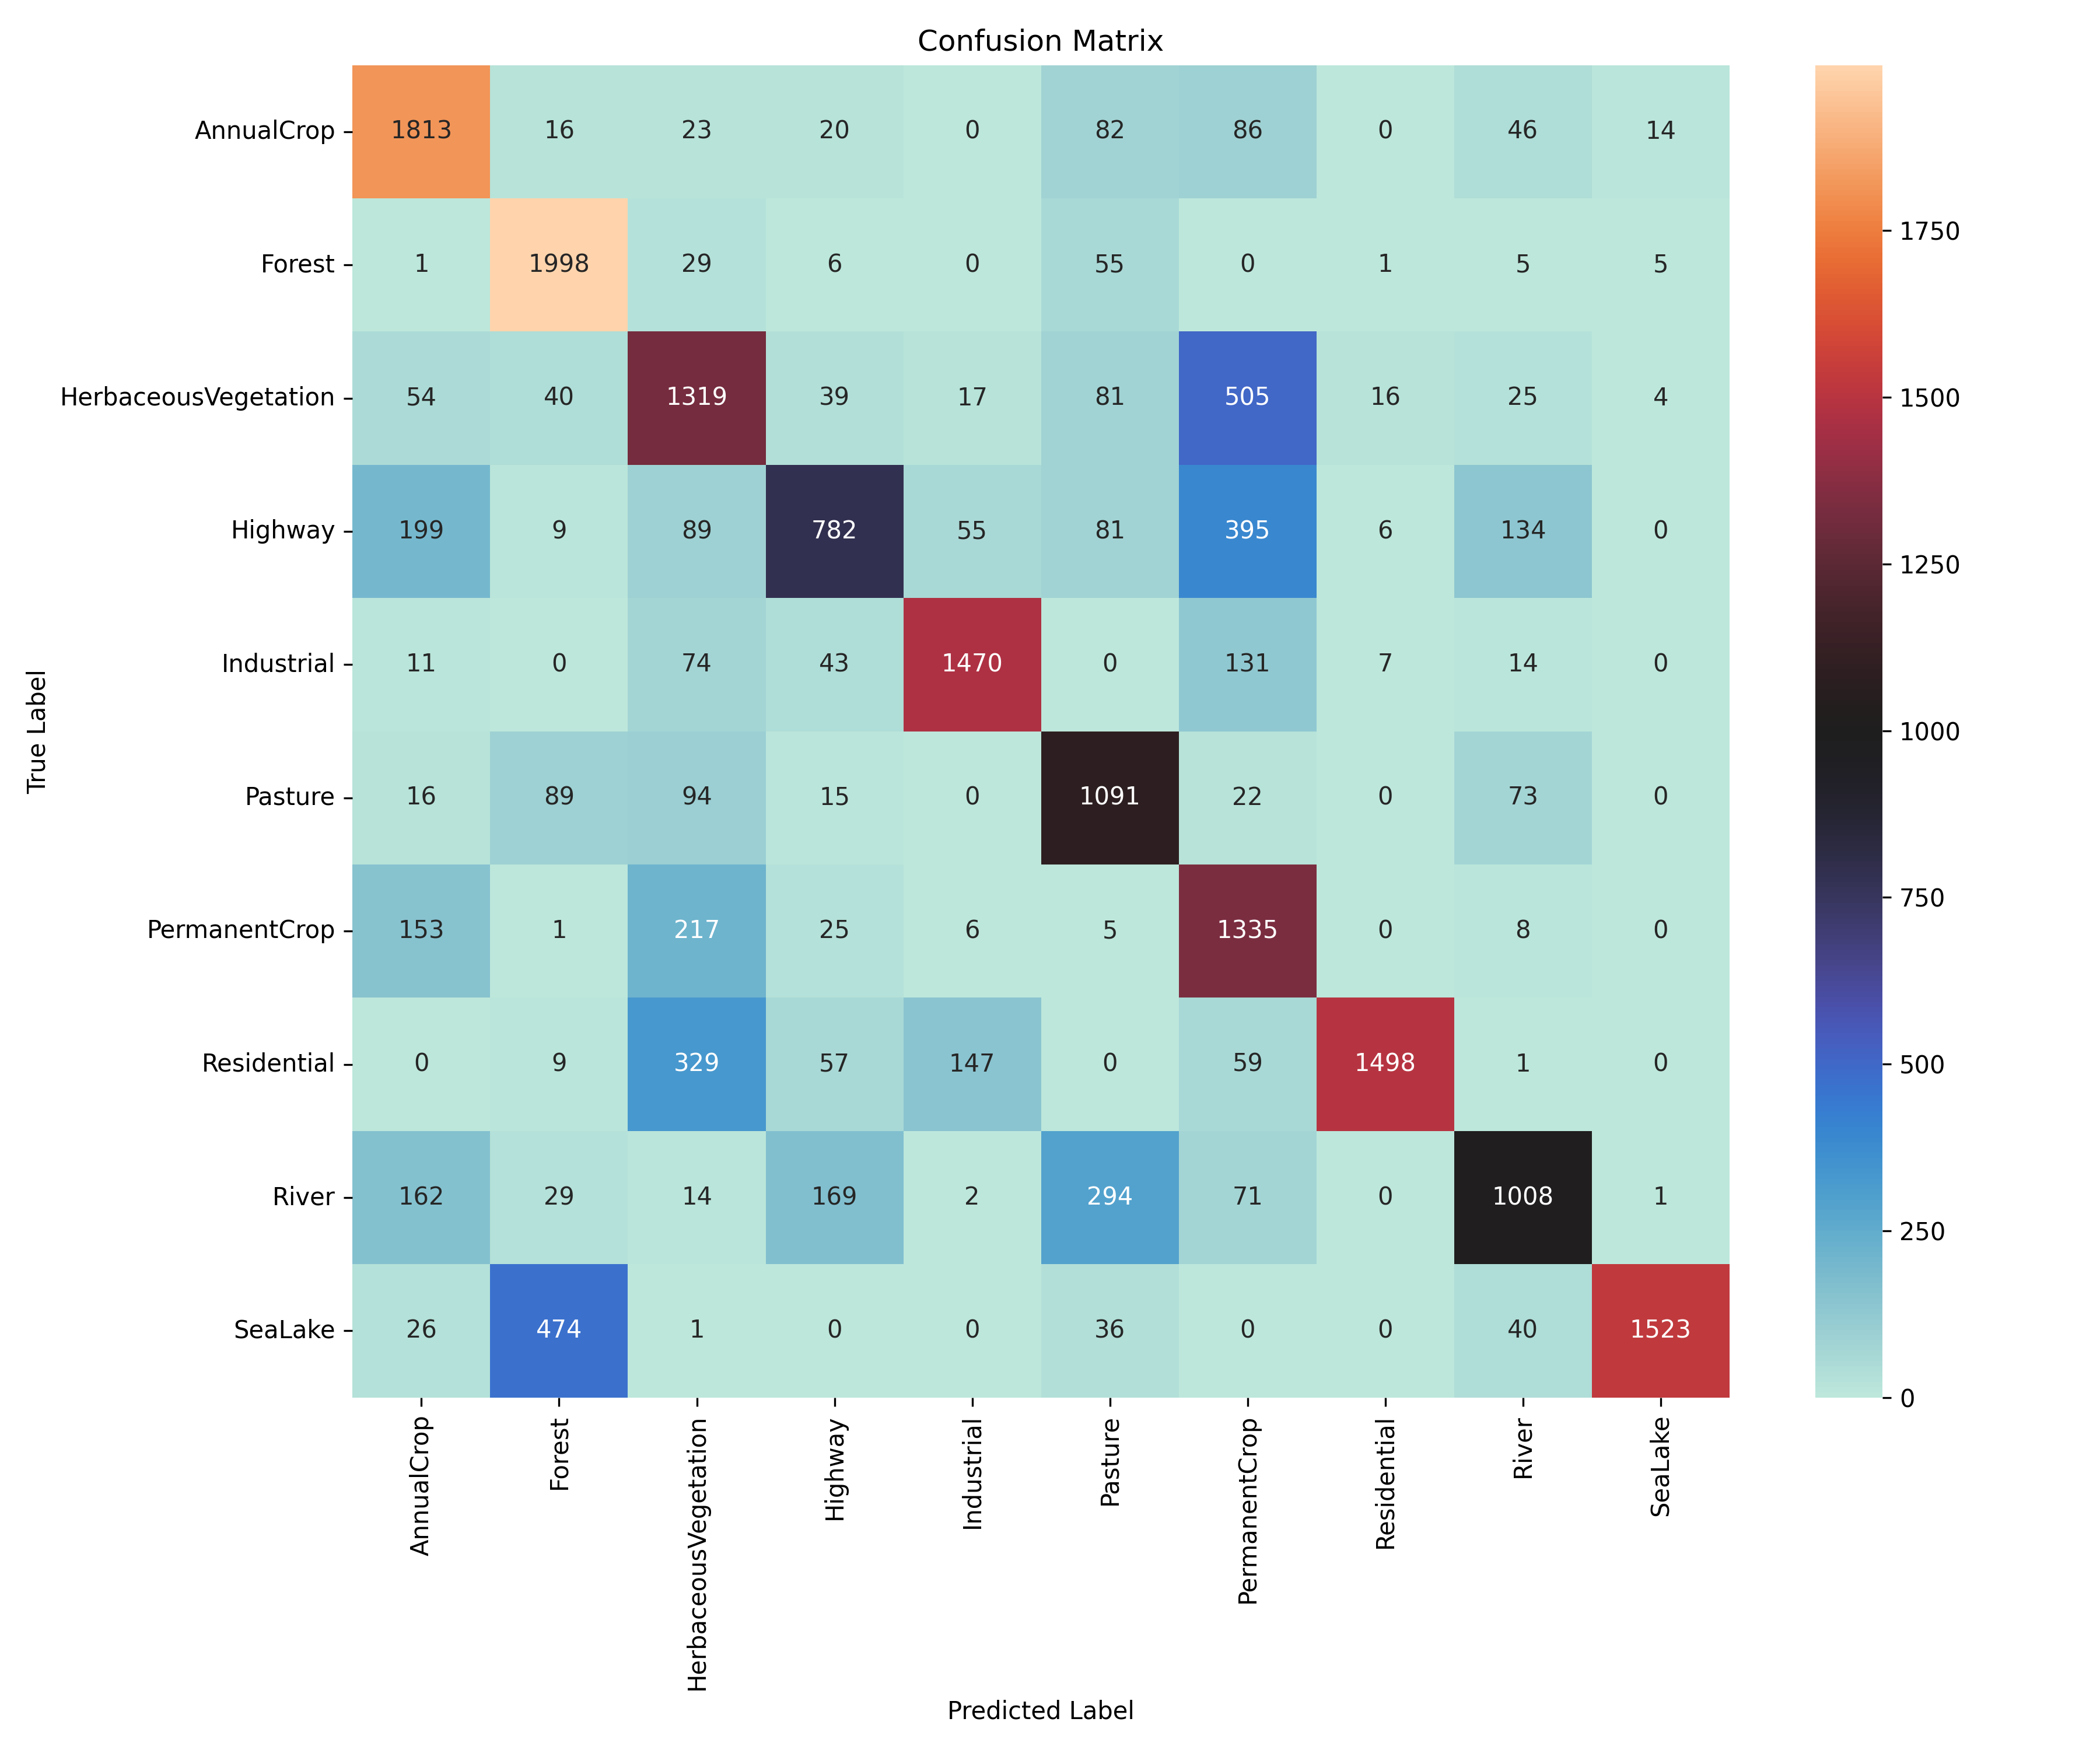 Confusion Matrix
AnnualCrop 1813 16 23 20 0 82 86 0 46 14
Forest 1 1998 29 6 0 55 0 1 5 5
HerbaceousVegetation 54 40 1319 39 17 81 505 16 25 4
Highway 199 9 89 782 55 81 395 6 134 0
Industrial 11 0 74 43 1470 0 131 7 14 0
Pasture 16 89 94 15 0 1091 22 0 73 0
PermanentCrop 153 1 217 25 6 5 1335 0 8 0
Residential 0 9 329 57 147 0 59 1498 1 0
River 162 29 14 169 2 294 71 0 1008 1
SeaLake 26 474 1 0 0 36 0 0 40 1523
True Label
AnnualCrop Forest HerbaceousVegetation Highway Industrial Pasture PermanentCrop Residential River SeaLake
Predicted Label
1750
1500
1250
1000
750
500
250
0